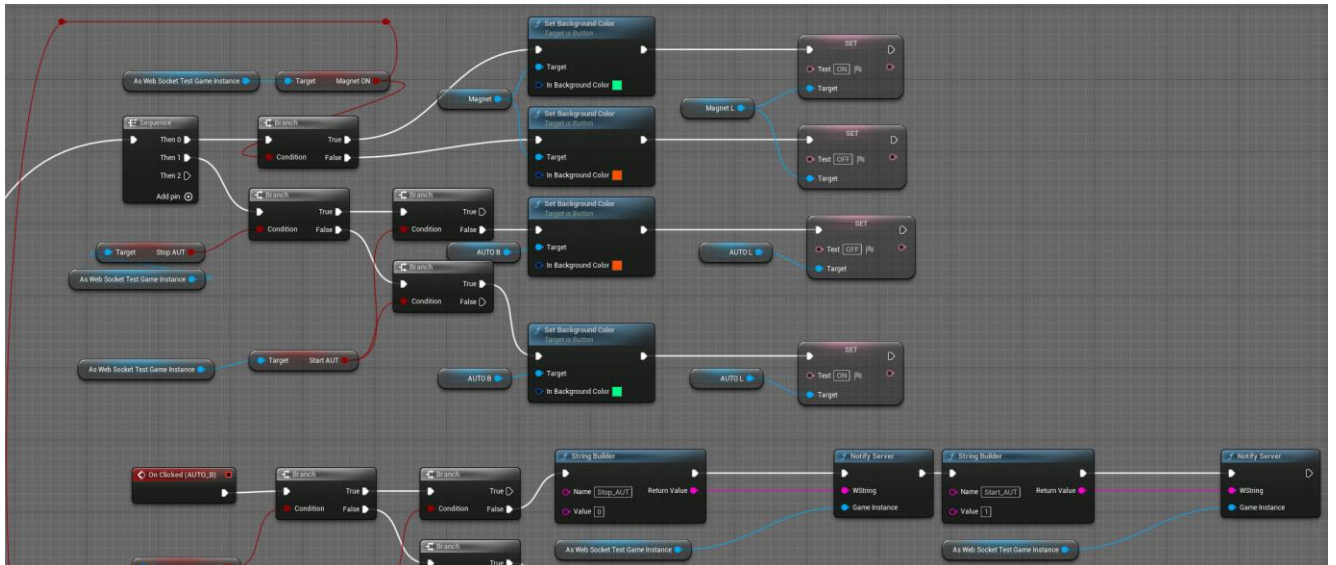 Set Background Color
Target is Button
SET
As Web Socket Test Game Instance
Target Magnet ON
Target
Text ON
In Background Color
Target
Magnet
Magnet L
Sequence
Branch
Set Background Color
Target is Button
SET
Then 0
True
Then 1
Condition False
Target
Text OFF
Then 2
In Background Color
Target
Add pin
Branch
Branch
Set Background Color
Target is Button
SET
True
True
Condition False
Condition False
Target
Text OFF
Target Stop AUT
AUTO B
AUTO L
In Background Color
Target
Branch
As Web Socket Test Game Instance
True
Condition False
Set Background Color
Target is Button
SET
Target Start AUT
As Web Socket Test Game Instance
Target
Text ON
AUTO B
AUTO L
In Background Color
Target
On Clicked (AUTO_B)
Branch
Branch
String Builder
Notify Server
String Builder
Notify Server
True
True
Name Stop_AUT Return Value
WString
Name Start_AUT Return Value
WString
Condition False
Condition False
Value 0
Game Instance
Value 1
Game Instance
Branch
As Web Socket Test Game Instance
As Web Socket Test Game Instance
True